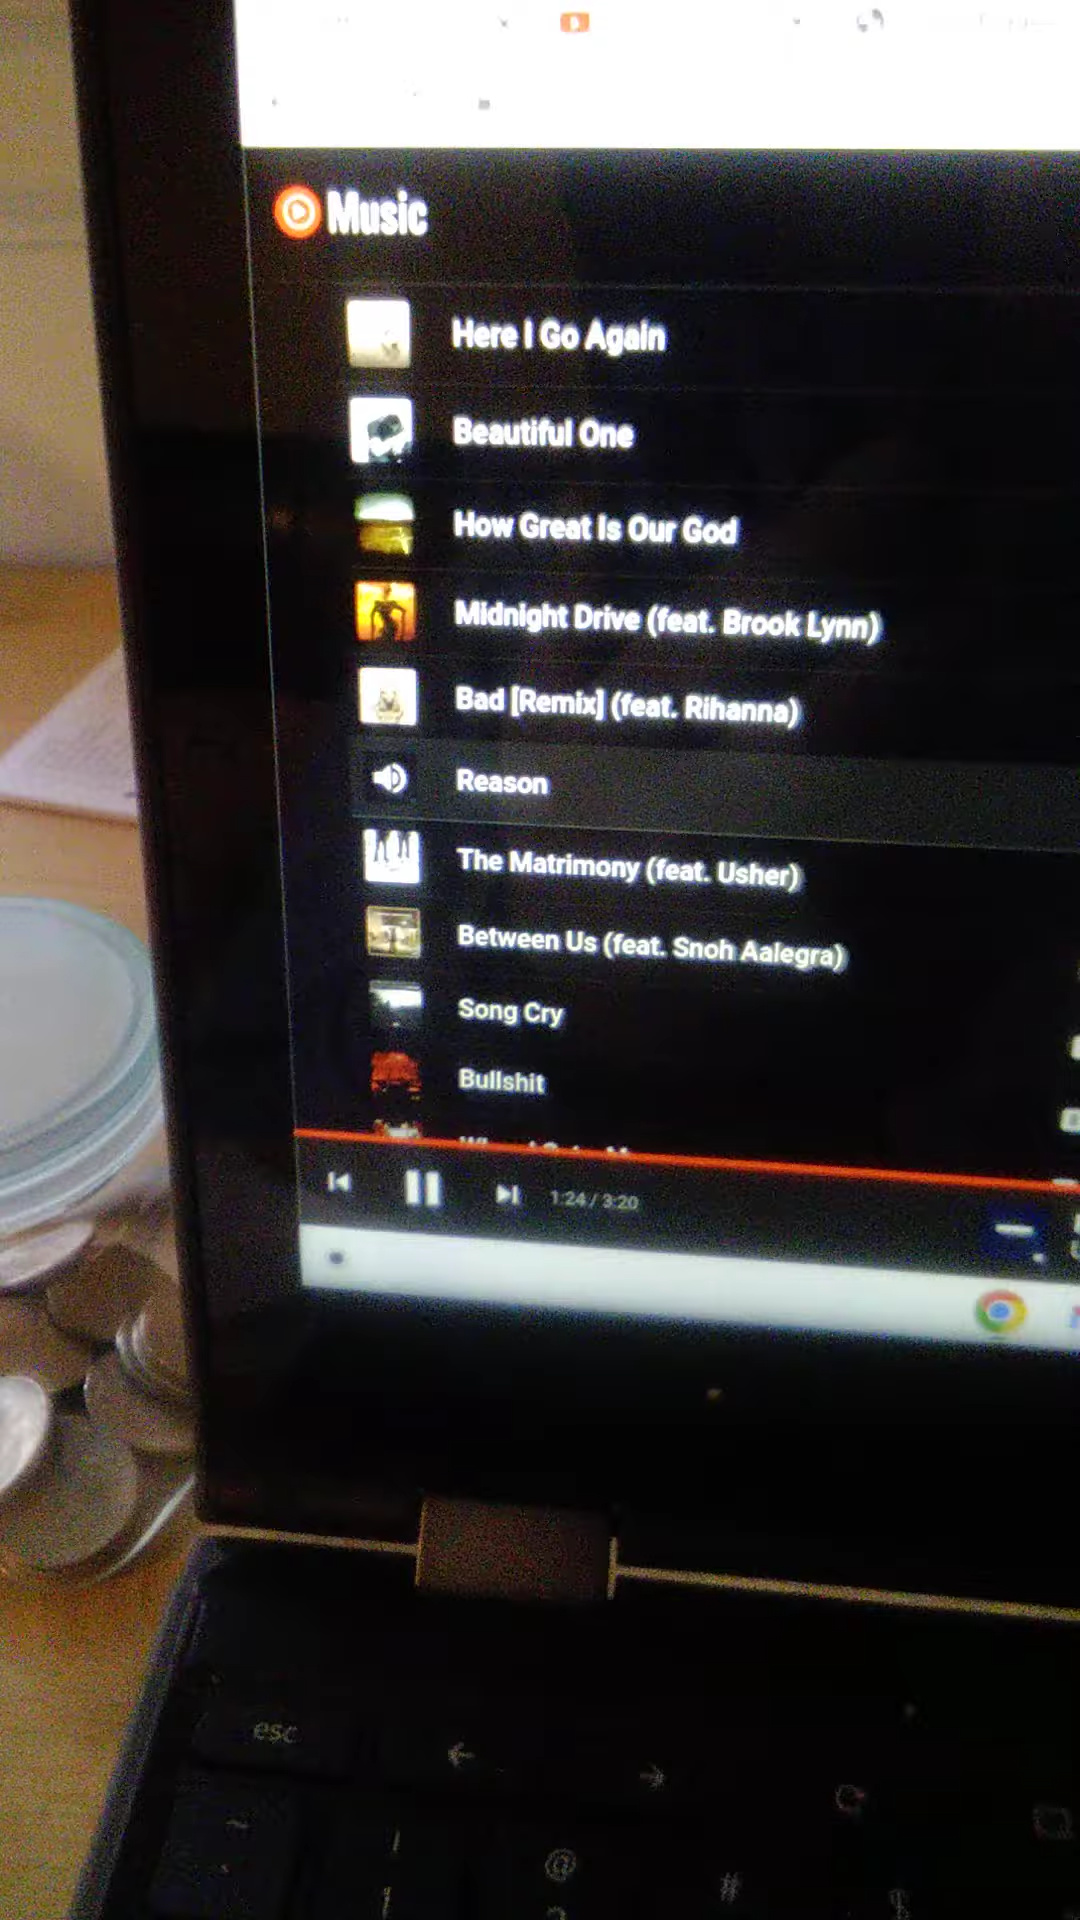 Music
Here I Go Again
Beautiful One
How Great Is Our God
Midnight Drive (feat. Brook Lynn)
Bad [Remix] (feat. Rihanna)
Reason
The Matrimony (feat. Usher)
Between Us (feat. Snoh Aalegra)
Song Cry
Bullshit
1:24 / 3:20
esc
~
!
@
#
$